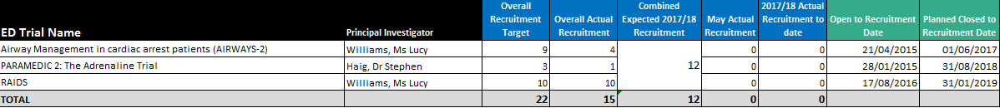 ED Trial Name Principal Investigator Overall Recruitment Target Overall Actual Recruitment Combined Expected 2017/18 Recruitment May Actual Recruitment 2017/18 Actual Recruitment to date Open to Recruitment Date Planned Closed to Recruitment Date
Airway Management in cardiac arrest patients (AIRWAYS-2) Williams, Ms Lucy 9 4 0 0 21/04/2015 01/06/2017
PARAMEDIC 2: The Adrenaline Trial Haig, Dr Stephen 3 1 12 0 0 28/01/2015 31/08/2018
RAIDS Williams, Ms Lucy 10 10 0 0 17/08/2016 31/01/2019
TOTAL 22 15 12 0 0